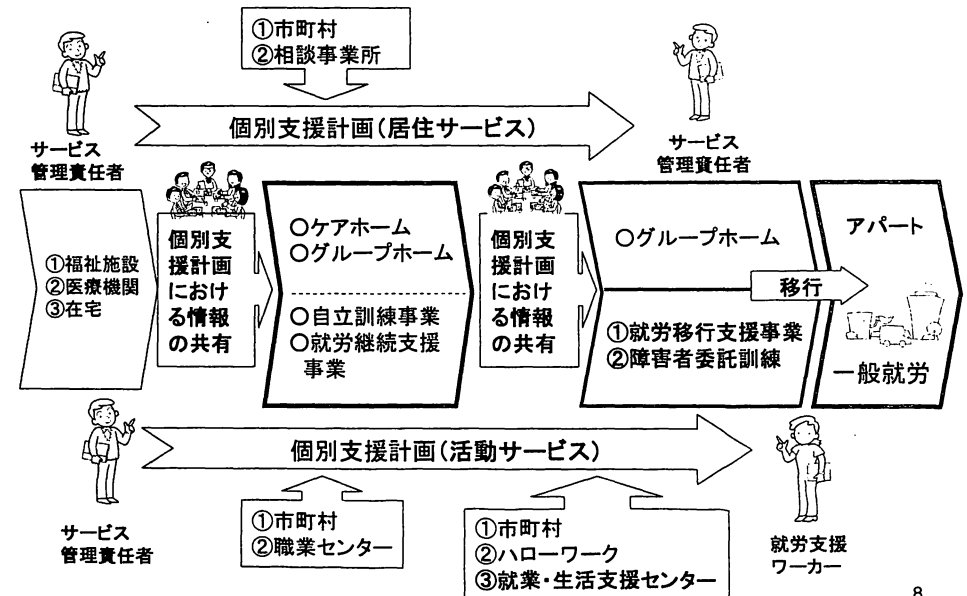 ①市町村
②相談事業所
個別支援計画(居住サービス)
サービス
管理責任者
サービス
管理責任者
①福祉施設
②医療機関
③在宅
個別支
援計画
におけ
る情報
の共有
○ケアホーム
○グループホーム
○自立訓練事業
○就労継続支援
事業
個別支
援計画
におけ
る情報
の共有
○グループホーム
移行
①就労移行支援事業
②障害者委託訓練
アパート
一般就労
個別支援計画(活動サービス)
サービス
管理責任者
①市町村
②職業センター
①市町村
②ハローワーク
③就業・生活支援センター
就労支援
ワーカー
8